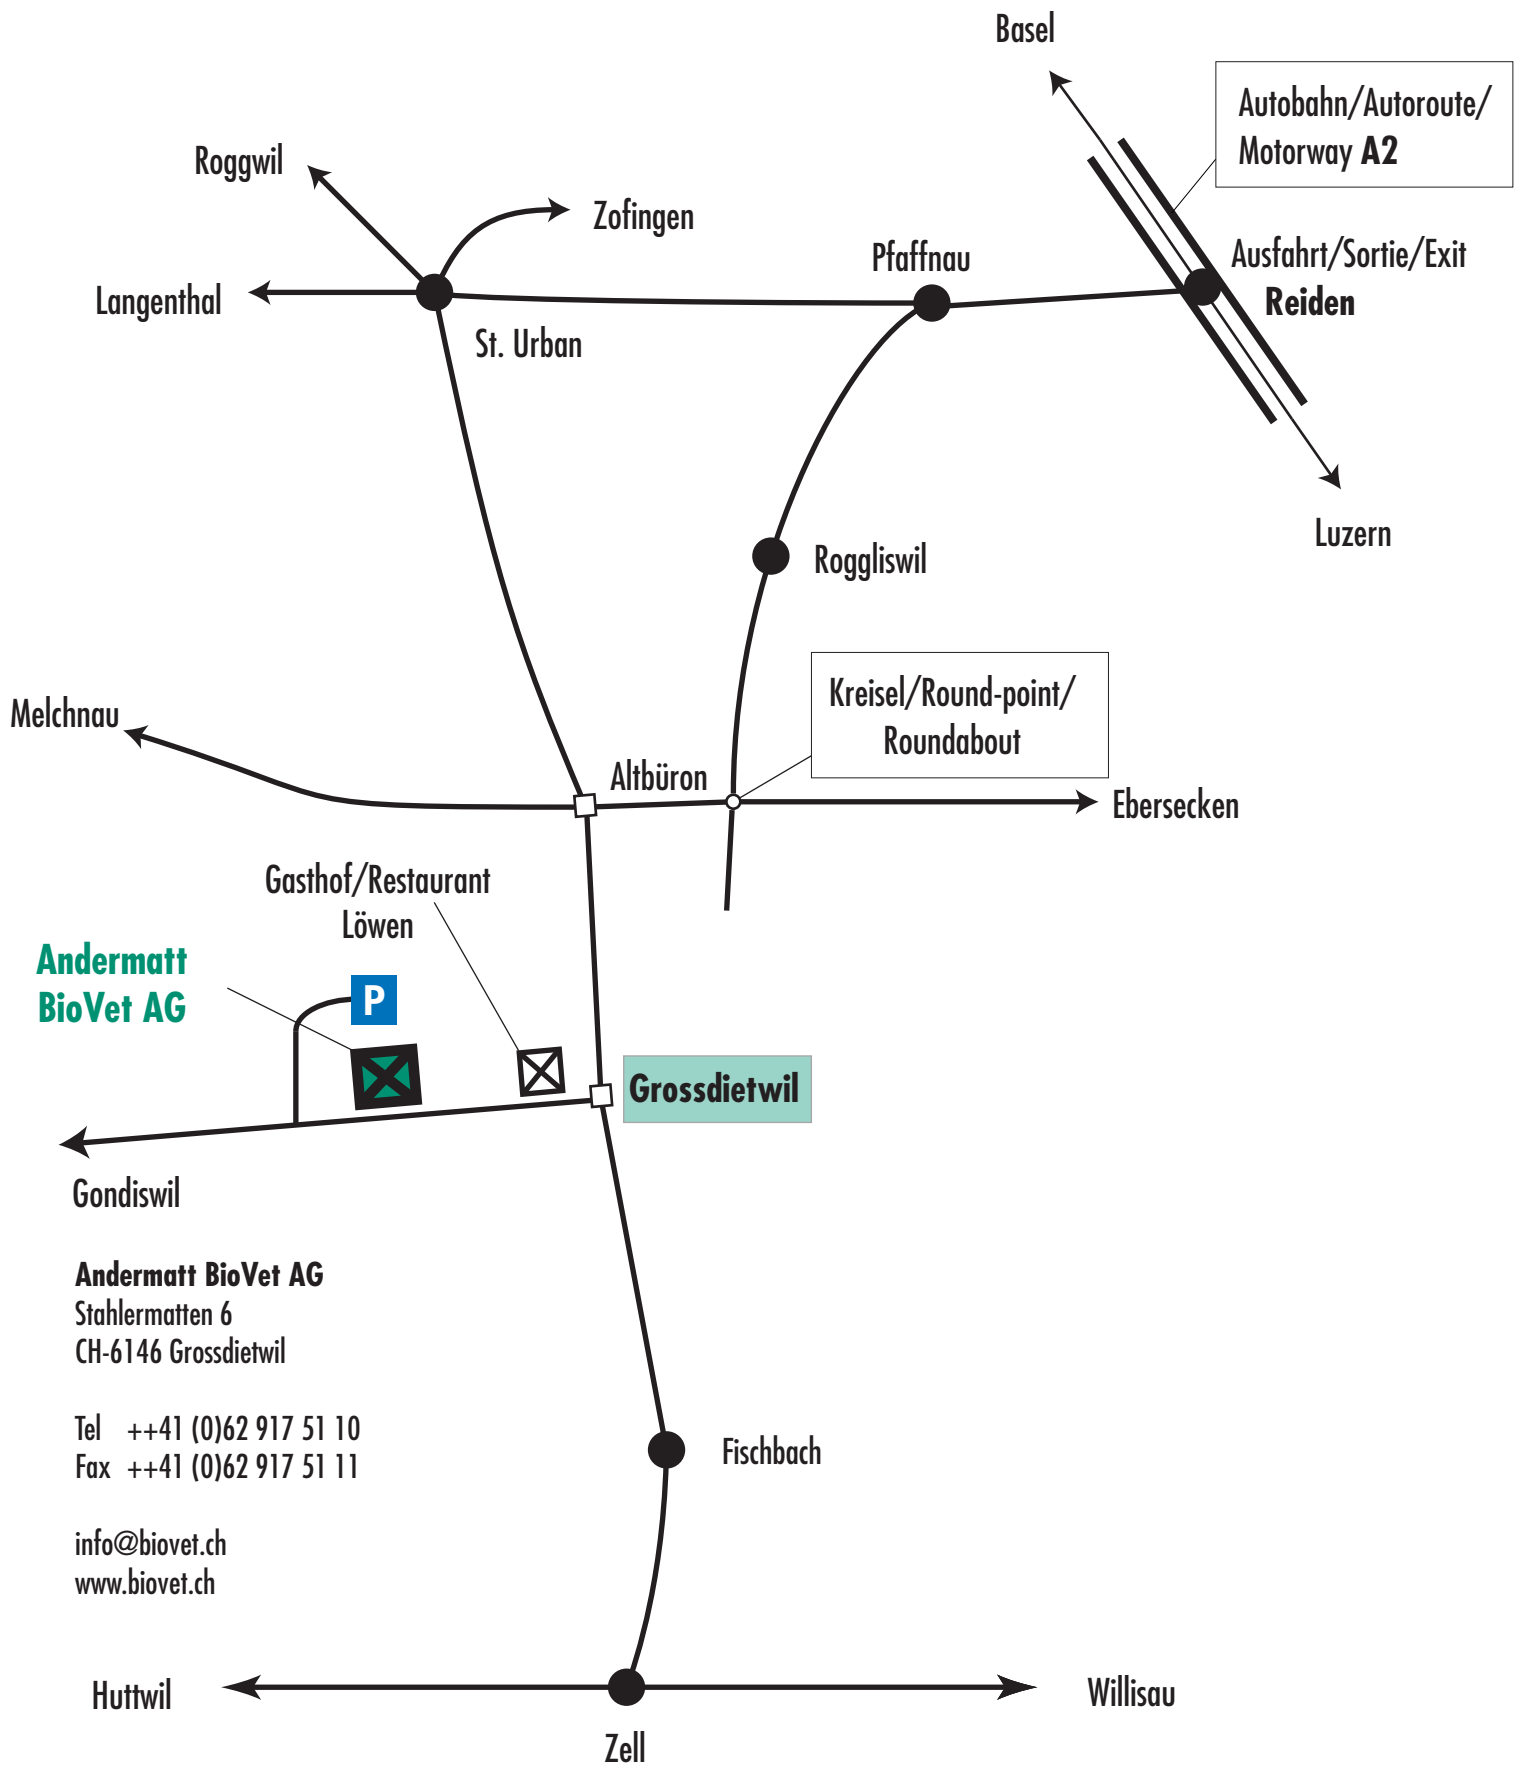 Basel
Autobahn/Autoroute/
Motorway A2
Roggwil
Zofingen
Pfaffnau
Ausfahrt/Sortie/Exit
Reiden
Langenthal
St. Urban
Luzern
Roggliswil
Kreisel/Round-point/
Roundabout
Melchnau
Altbüron
Ebersecken
Gasthof/Restaurant
Löwen
Andermatt
BioVet AG
P
Grossdietwil
Gondiswil
Andermatt BioVet AG
Stahlermatten 6
CH-6146 Grossdietwil
Tel ++41 (0)62 917 51 10
Fax ++41 (0)62 917 51 11
Fischbach
info@biovet.ch
www.biovet.ch
Huttwil
Willisau
Zell